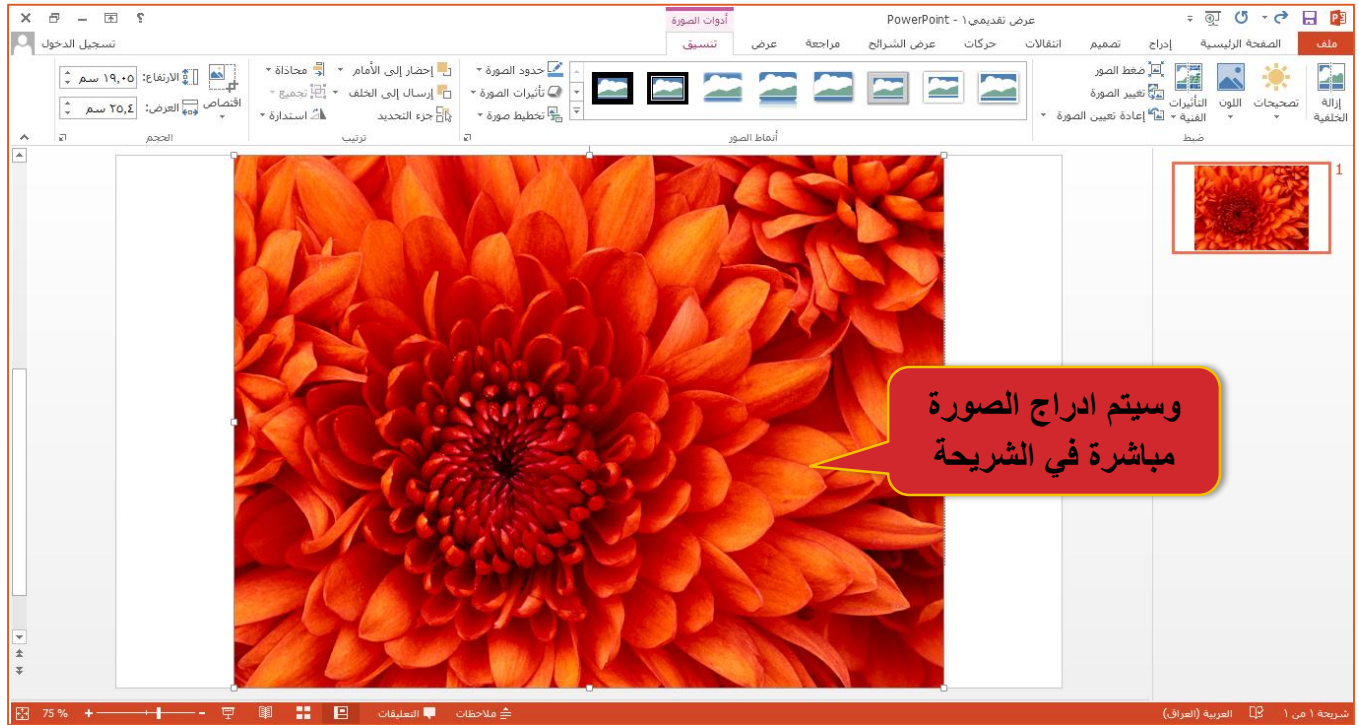 عرض تقديمي١ - PowerPoint
أدوات الصورة
؟
ملف
الصفحة الرئيسية
إدراج
تصميم
انتقالات
حركات
عرض الشرائح
مراجعة
عرض
تنسيق
تسجيل الدخول
إزالة
الخلفية
تصحيحات
اللون
التأثيرات
الفنية
ضغط الصور
تغيير الصورة
إعادة تعيين الصورة
ضبط
أنماط الصور
حدود الصورة
تأثيرات الصورة
تخطيط صورة
إحضار إلى الأمام
إرسال إلى الخلف
جزء التحديد
محاذاة
تجميع
استدارة
ترتيب
اقتصاص
الارتفاع: ١٩,٠٥ سم
العرض: ٢٥,٤ سم
الحجم
1
وسيتم ادراج الصورة
مباشرة في الشريحة
شريحة ١ من ١
العربية (العراق)
ملاحظات
التعليقات
75 %